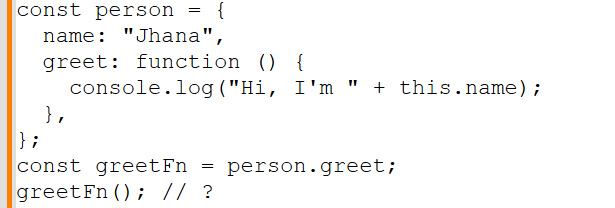 const person = {
  name: "Jhana",
  greet: function () {
    console.log("Hi, I'm " + this.name);
  },
};
const greetFn = person.greet;
greetFn(); // ?